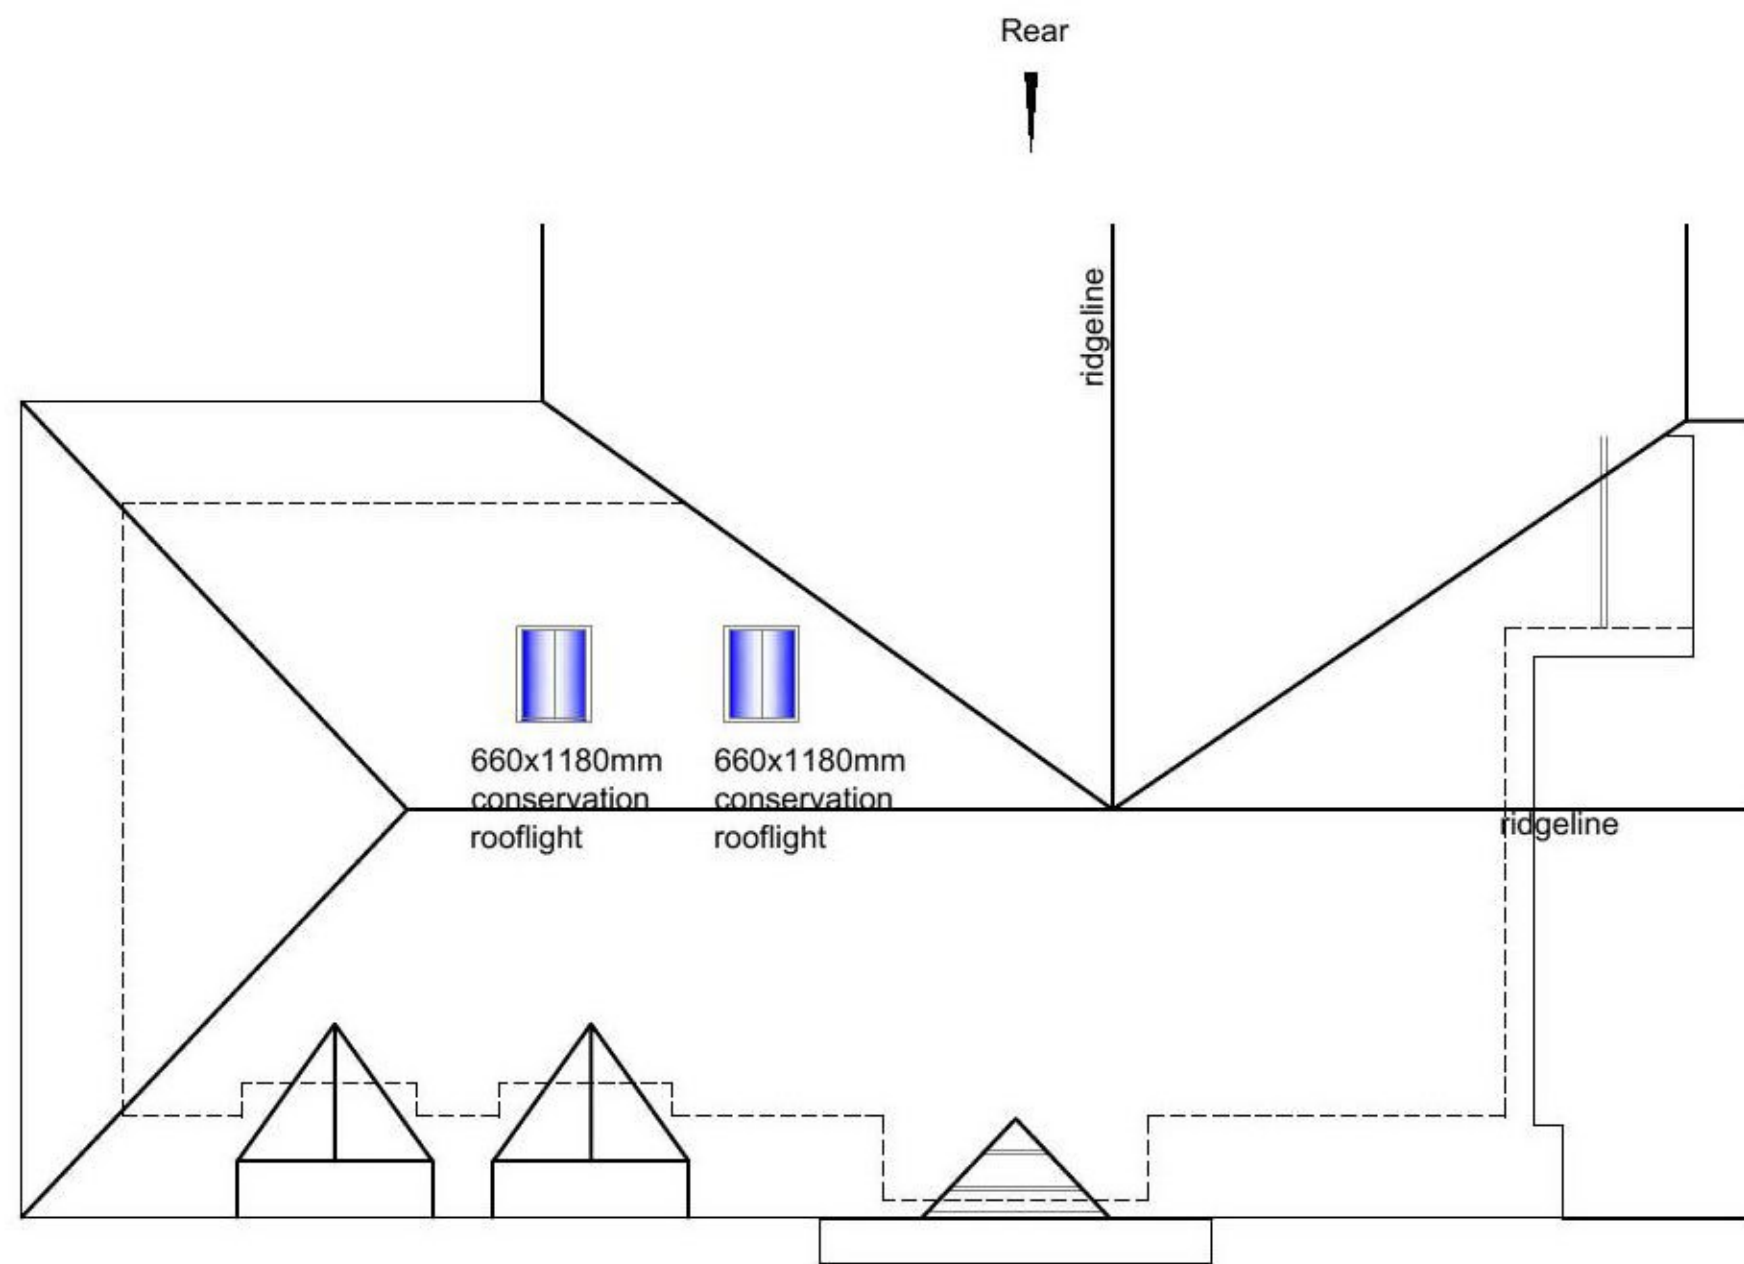 Rear
ridgeline
660x1180mm
conservation
rooflight
660x1180mm
conservation
rooflight
ridgeline